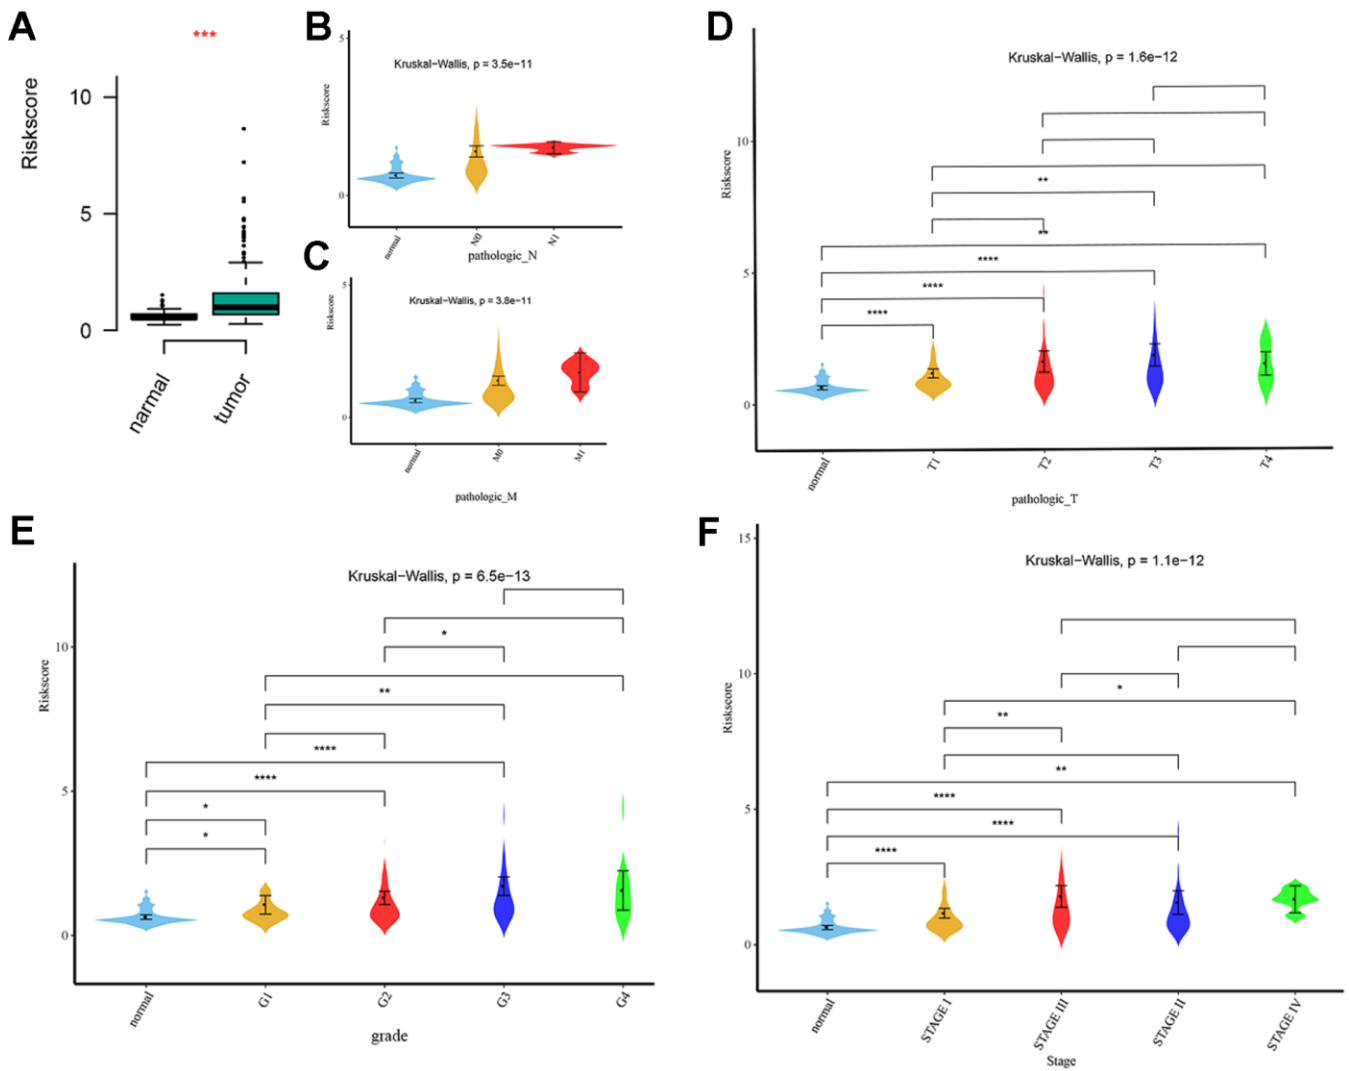 A
***
Riskscore
10
5
0
narmal
tumor
B
5
Kruskal-Wallis, p = 3.5e-11
Riskscore
0
normal
N0
N1
pathologic_N
C
5
Kruskal-Wallis, p = 3.8e-11
Riskscore
0
normal
M0
M1
pathologic_M
D
Kruskal-Wallis, p = 1.6e-12
10
Riskscore
**
**
5
****
****
****
0
normal
T1
T2
T3
T4
pathologic_T
E
Kruskal-Wallis, p = 6.5e-13
*
10
Riskscore
**
****
****
5
*
*
0
normal
G1
G2
G3
G4
grade
F
15
Kruskal-Wallis, p = 1.1e-12
10
Riskscore
*
**
**
****
5
****
****
0
normal
STAGE I
STAGE III
STAGE II
STAGE IV
Stage